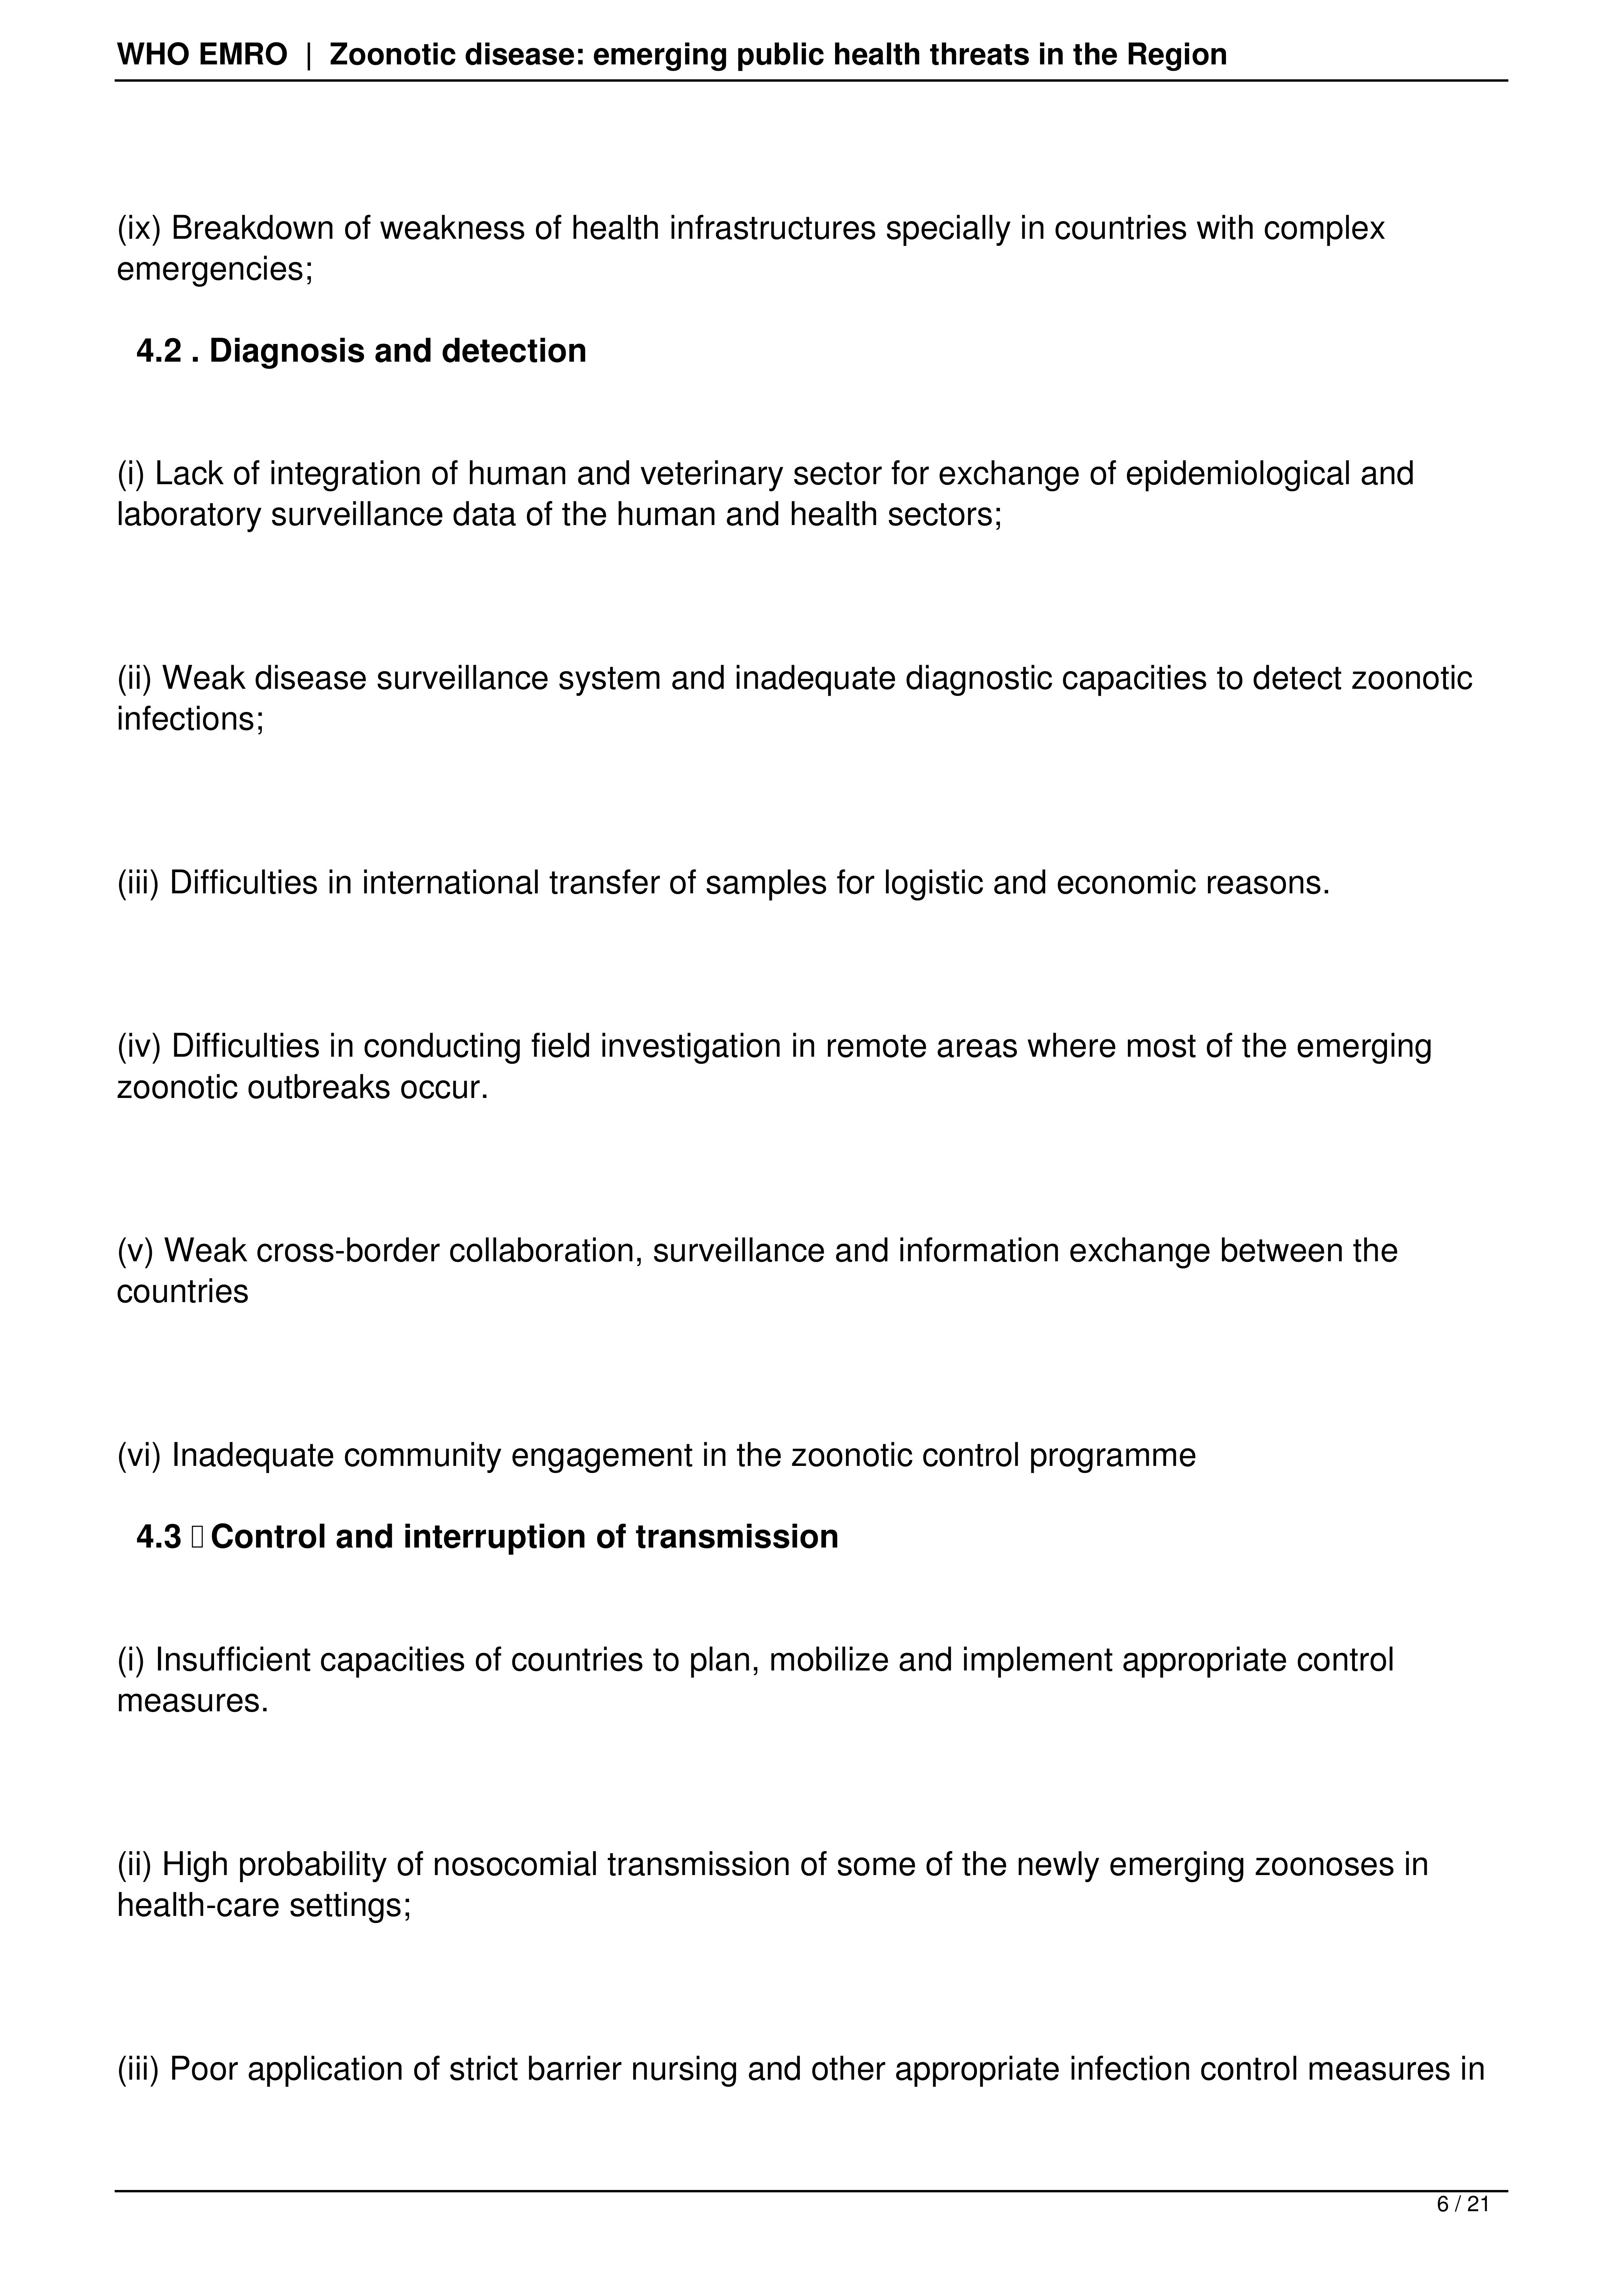 WHO EMRO | Zoonotic disease: emerging public health threats in the Region
(ix) Breakdown of weakness of health infrastructures specially in countries with complex
emergencies;
4.2 . Diagnosis and detection
(i) Lack of integration of human and veterinary sector for exchange of epidemiological and
laboratory surveillance data of the human and health sectors;
(ii) Weak disease surveillance system and inadequate diagnostic capacities to detect zoonotic
infections;
(iii) Difficulties in international transfer of samples for logistic and economic reasons.
(iv) Difficulties in conducting field investigation in remote areas where most of the emerging
zoonotic outbreaks occur.
(v) Weak cross-border collaboration, surveillance and information exchange between the
countries
(vi) Inadequate community engagement in the zoonotic control programme
4.3 ▯ Control and interruption of transmission
(i) Insufficient capacities of countries to plan, mobilize and implement appropriate control
measures.
(ii) High probability of nosocomial transmission of some of the newly emerging zoonoses in
health-care settings;
(iii) Poor application of strict barrier nursing and other appropriate infection control measures in
6 / 21